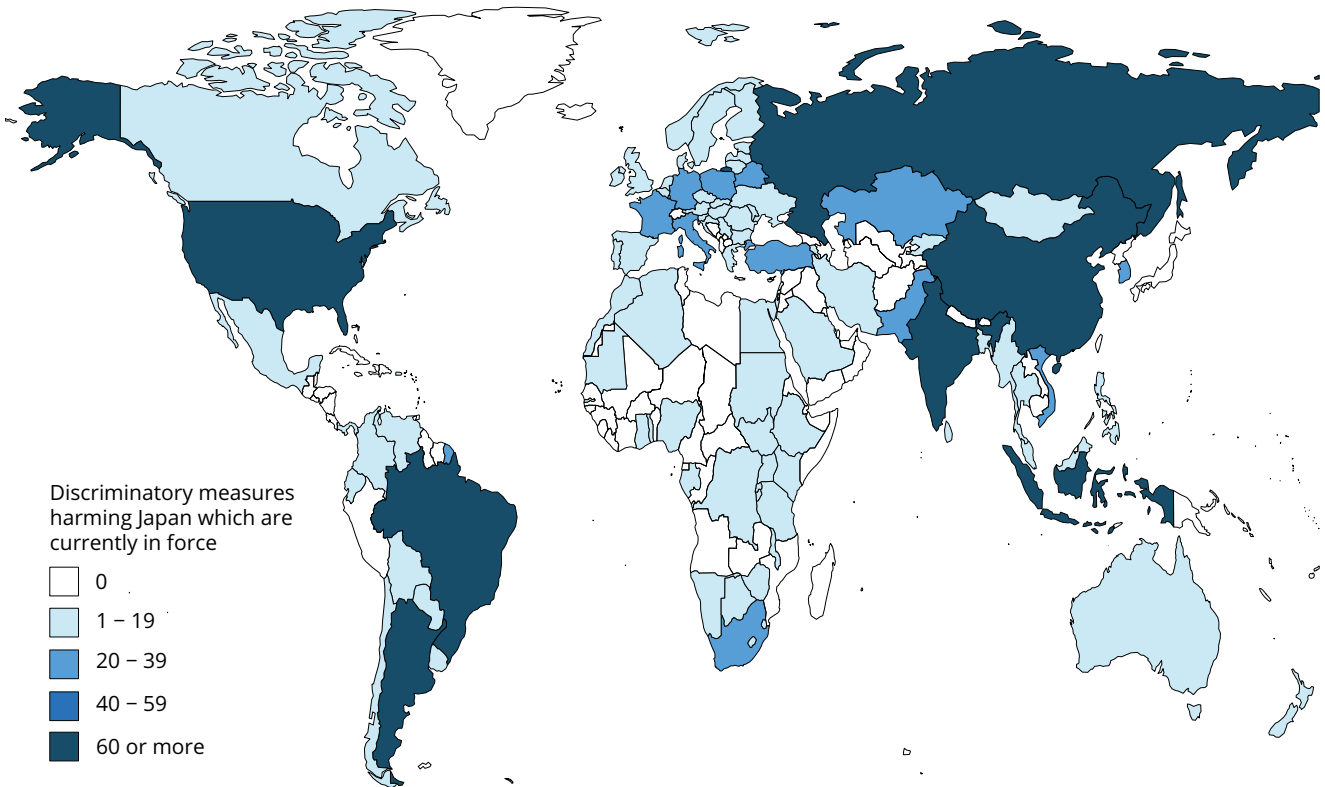 Discriminatory measures
harming Japan which are
currently in force
0
1 – 19
20 – 39
40 – 59
60 or more